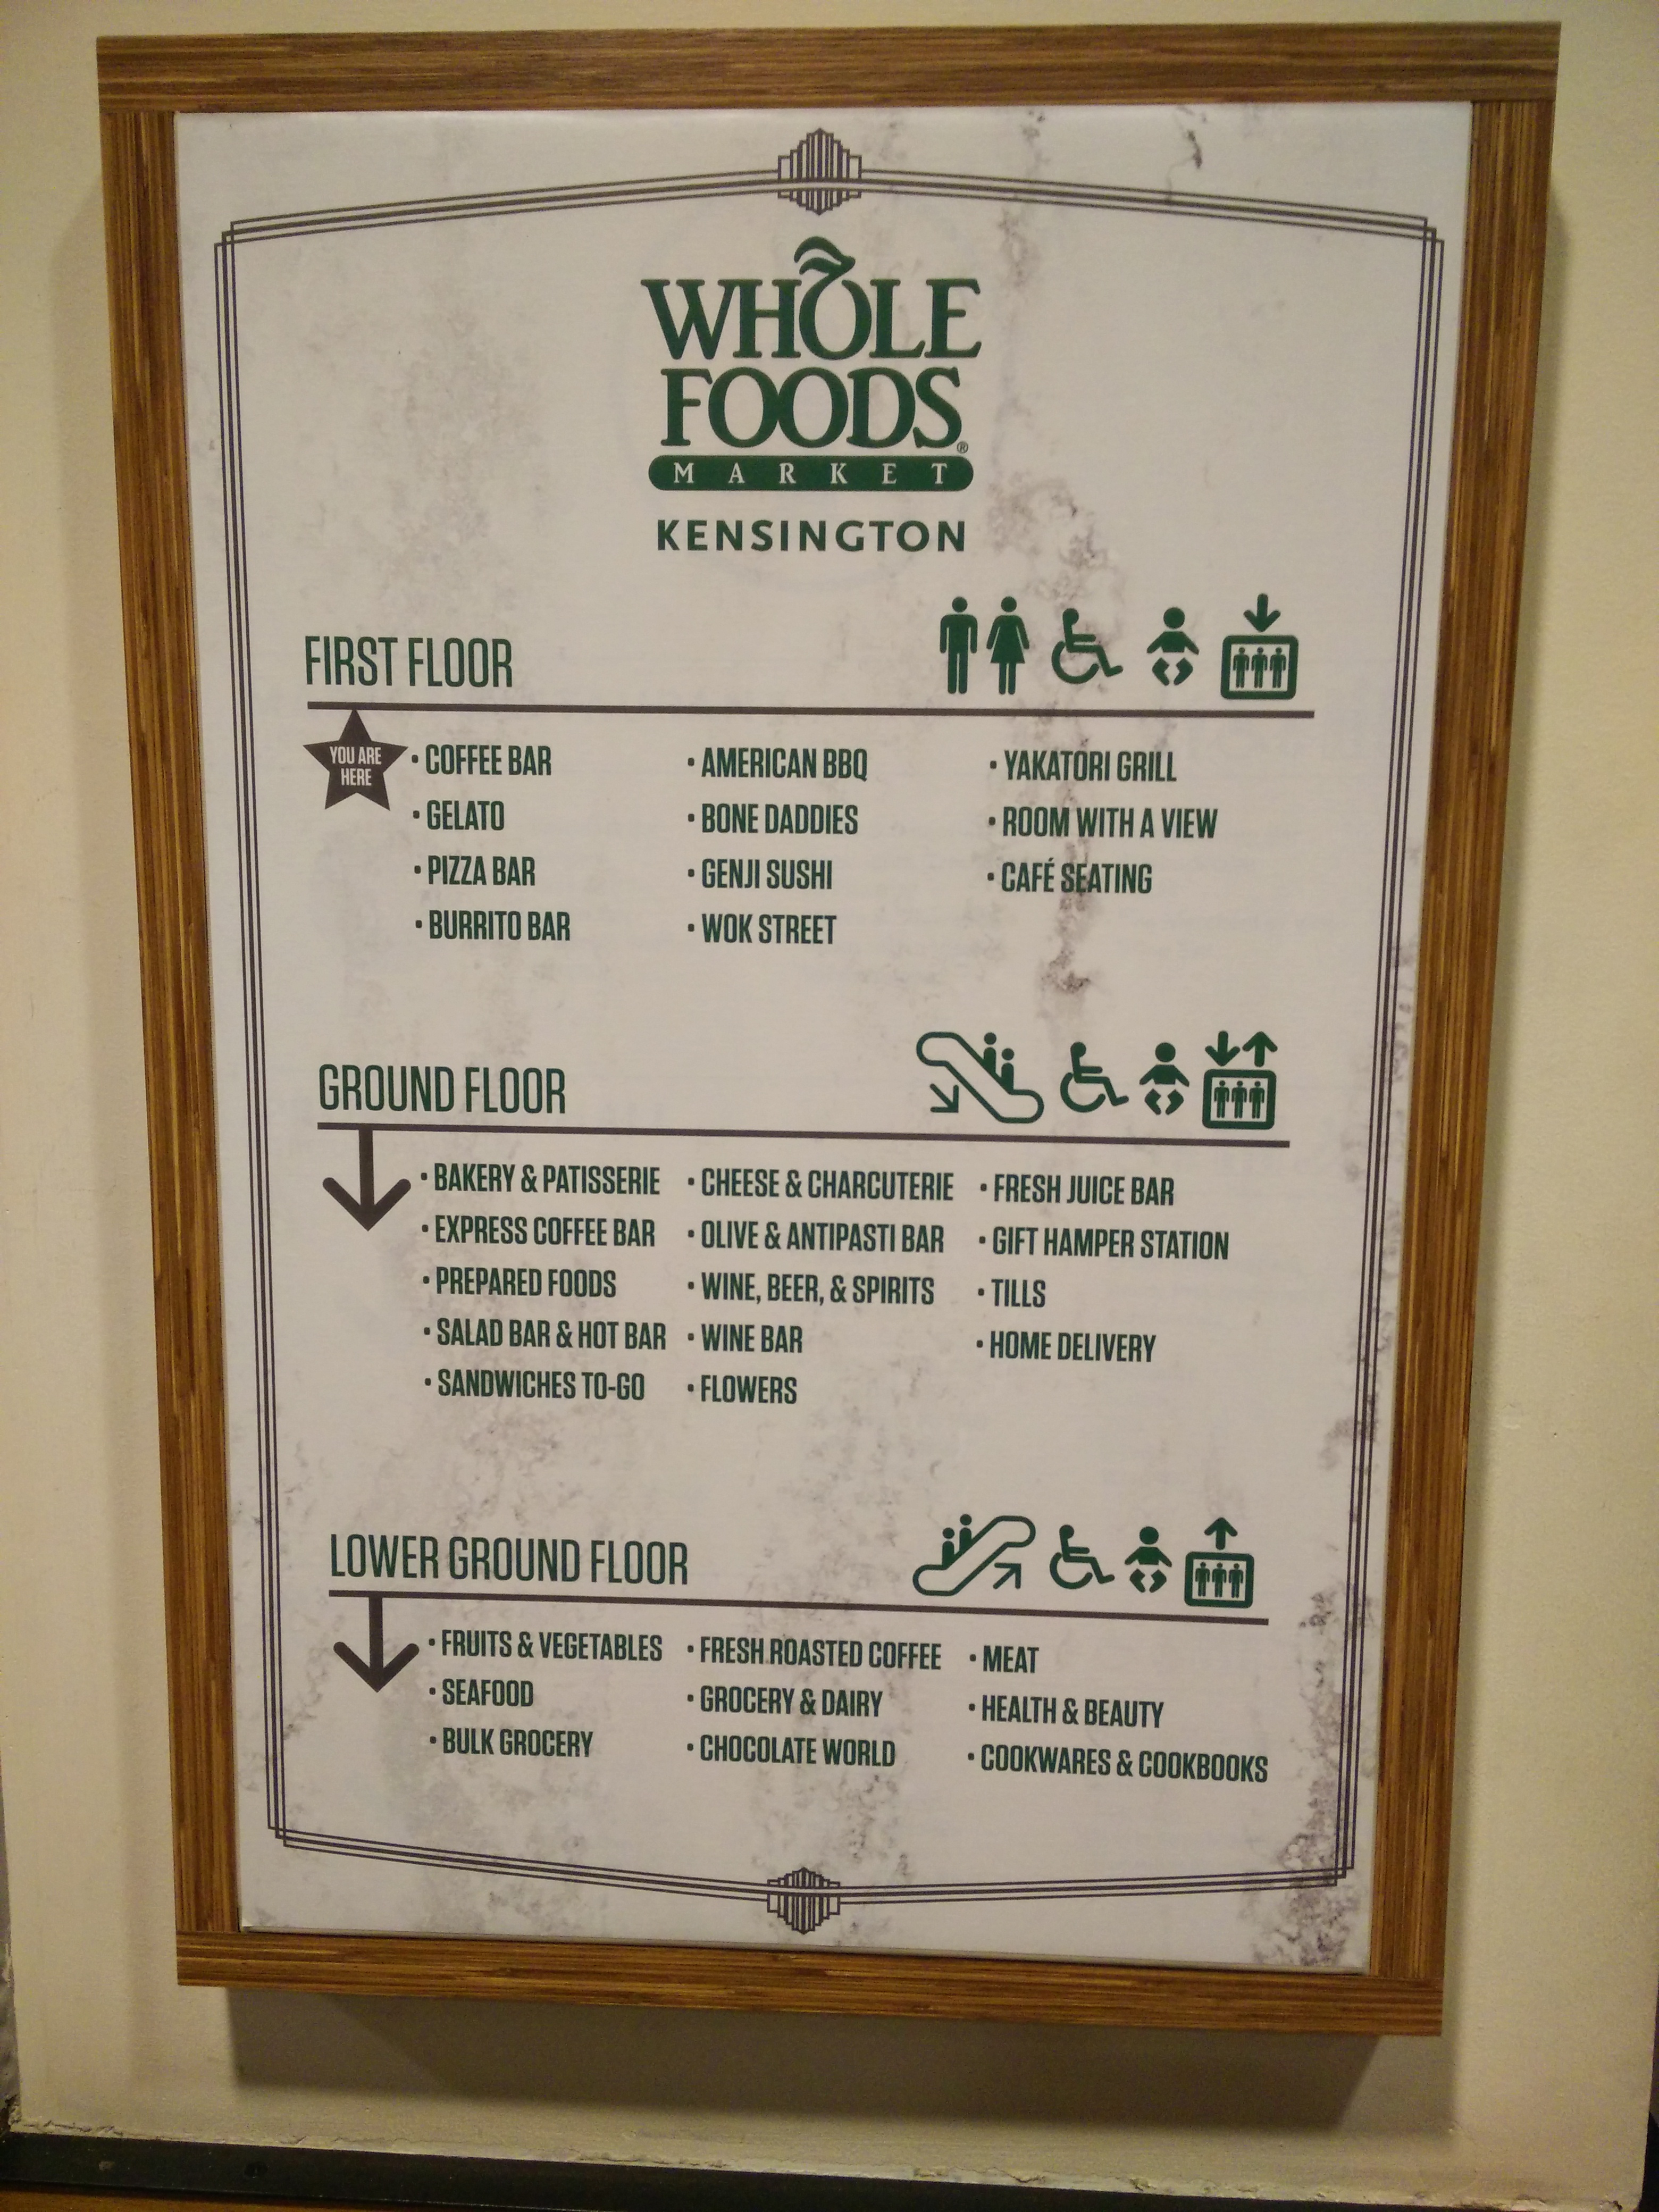 WHOLE
FOODS®
MARKET
KENSINGTON
FIRST FLOOR
YOU ARE
HERE
• COFFEE BAR
• GELATO
• PIZZA BAR
• BURRITO BAR
• AMERICAN BBQ
• BONE DADDIES
• GENJI SUSHI
• WOK STREET
• YAKATORI GRILL
• ROOM WITH A VIEW
• CAFÉ SEATING
GROUND FLOOR
• BAKERY & PATISSERIE
• EXPRESS COFFEE BAR
• PREPARED FOODS
• SALAD BAR & HOT BAR
• SANDWICHES TO-GO
• CHEESE & CHARCUTERIE
• OLIVE & ANTIPASTI BAR
• WINE, BEER, & SPIRITS
• WINE BAR
• FLOWERS
• FRESH JUICE BAR
• GIFT HAMPER STATION
• TILLS
• HOME DELIVERY
LOWER GROUND FLOOR
• FRUITS & VEGETABLES
• SEAFOOD
• BULK GROCERY
• FRESH ROASTED COFFEE
• GROCERY & DAIRY
• CHOCOLATE WORLD
• MEAT
• HEALTH & BEAUTY
• COOKWARES & COOKBOOKS